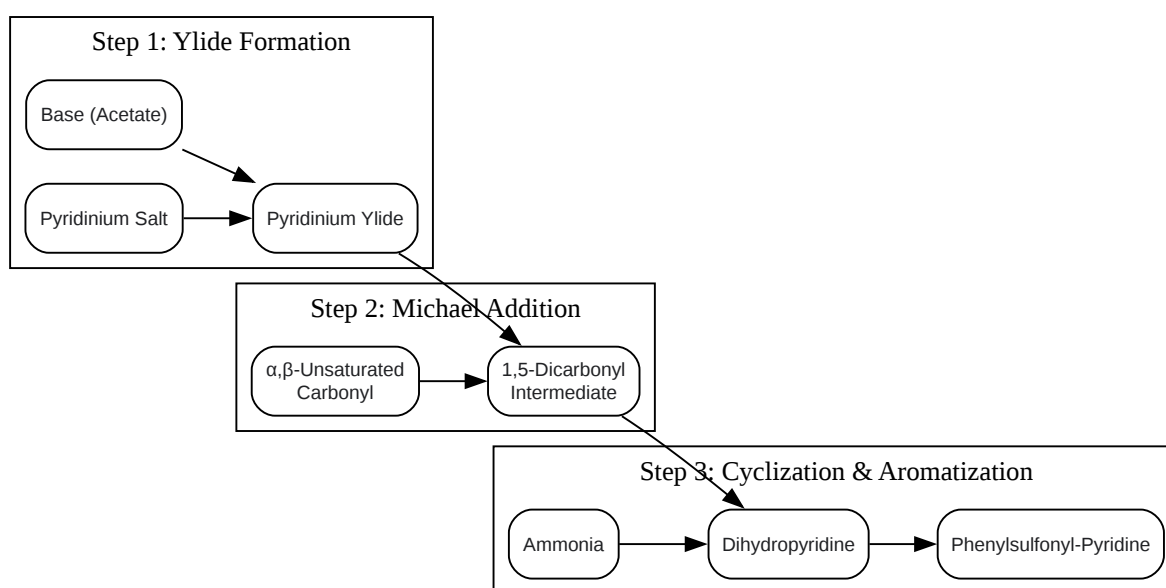 Step 1: Ylide Formation
Base (Acetate)
Pyridinium Salt
Pyridinium Ylide
Step 2: Michael Addition
α,β-Unsaturated
Carbonyl
1,5-Dicarbonyl
Intermediate
Step 3: Cyclization & Aromatization
Ammonia
Dihydropyridine
Phenylsulfonyl-Pyridine